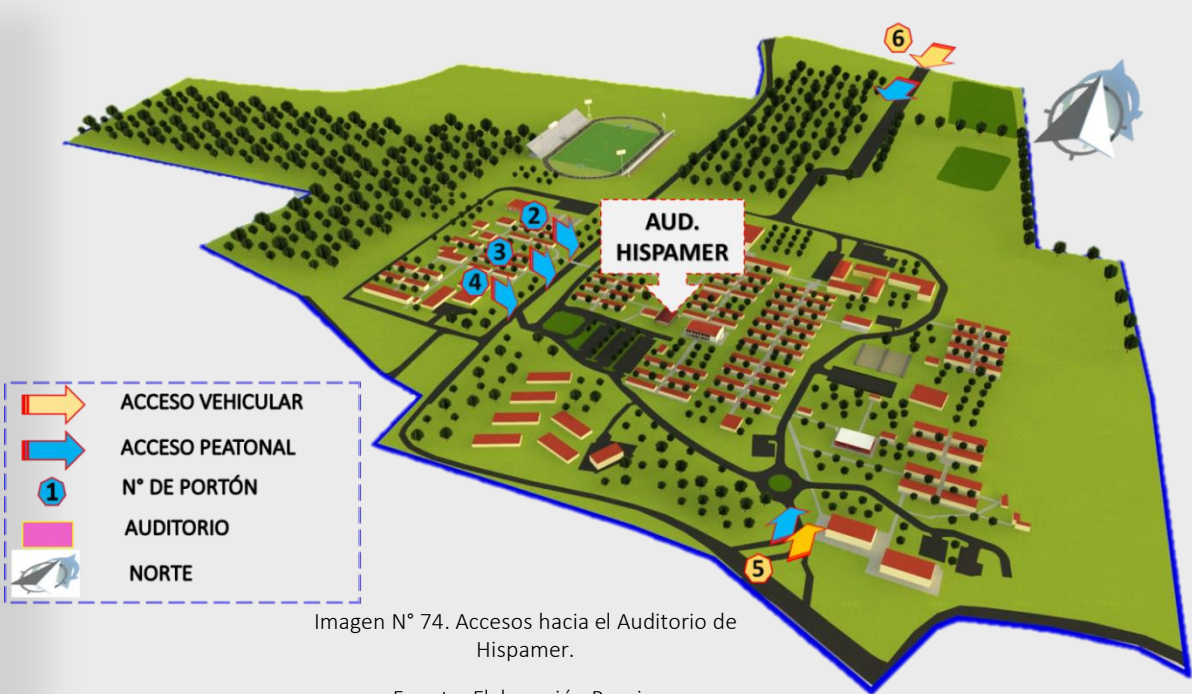 6
2
3
4
AUD.
HISPAMER
ACCESO VEHICULAR
ACCESO PEATONAL
1
N° DE PORTÓN
AUDITORIO
NORTE
5
Imagen N° 74. Accesos hacia el Auditorio de
Hispamer.